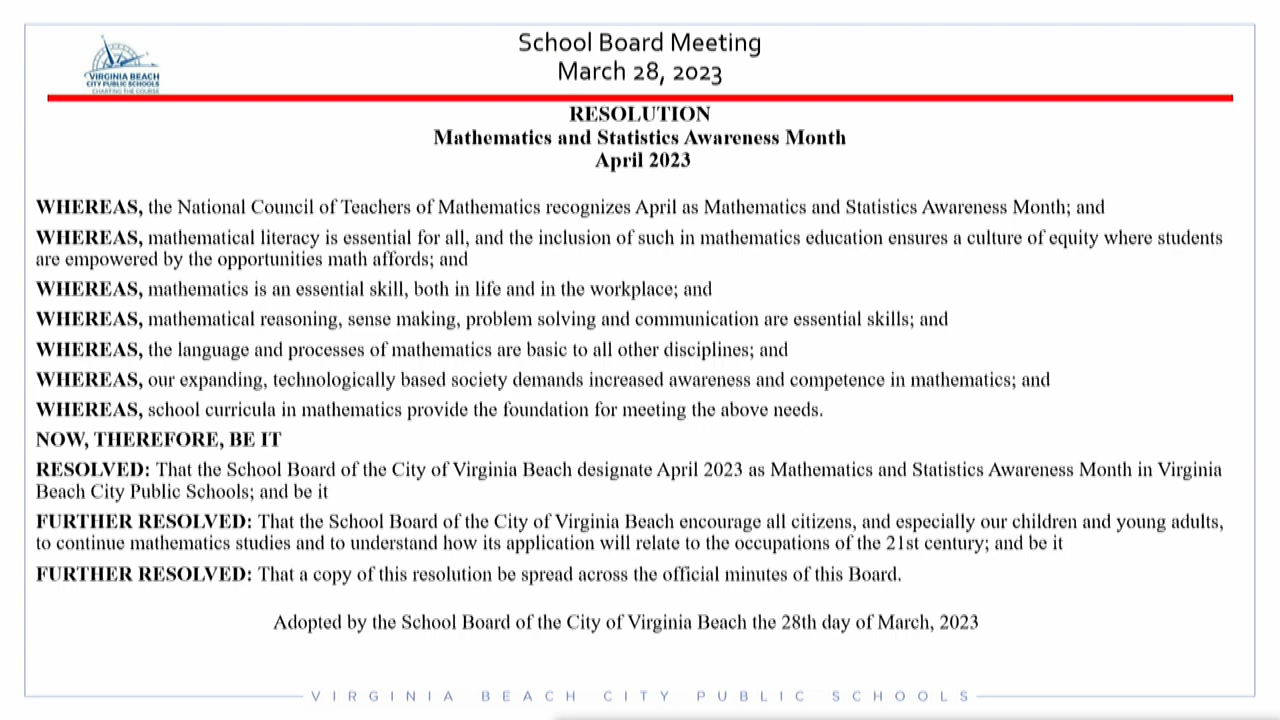 School Board Meeting
March 28, 2023
VIRGINIA BEACH
CITY PUBLIC SCHOOLS
CHARTING THE COURSE
RESOLUTION
Mathematics and Statistics Awareness Month
April 2023
WHEREAS, the National Council of Teachers of Mathematics recognizes April as Mathematics and Statistics Awareness Month; and
WHEREAS, mathematical literacy is essential for all, and the inclusion of such in mathematics education ensures a culture of equity where students
are empowered by the opportunities math affords; and
WHEREAS, mathematics is an essential skill, both in life and in the workplace; and
WHEREAS, mathematical reasoning, sense making, problem solving and communication are essential skills; and
WHEREAS, the language and processes of mathematics are basic to all other disciplines; and
WHEREAS, our expanding, technologically based society demands increased awareness and competence in mathematics; and
WHEREAS, school curricula in mathematics provide the foundation for meeting the above needs.
NOW, THEREFORE, BE IT
RESOLVED: That the School Board of the City of Virginia Beach designate April 2023 as Mathematics and Statistics Awareness Month in Virginia
Beach City Public Schools; and be it
FURTHER RESOLVED: That the School Board of the City of Virginia Beach encourage all citizens, and especially our children and young adults,
to continue mathematics studies and to understand how its application will relate to the occupations of the 21st century; and be it
FURTHER RESOLVED: That a copy of this resolution be spread across the official minutes of this Board.
Adopted by the School Board of the City of Virginia Beach the 28th day of March, 2023
VIRGINIA BEACH CITY PUBLIC SCHOOLS